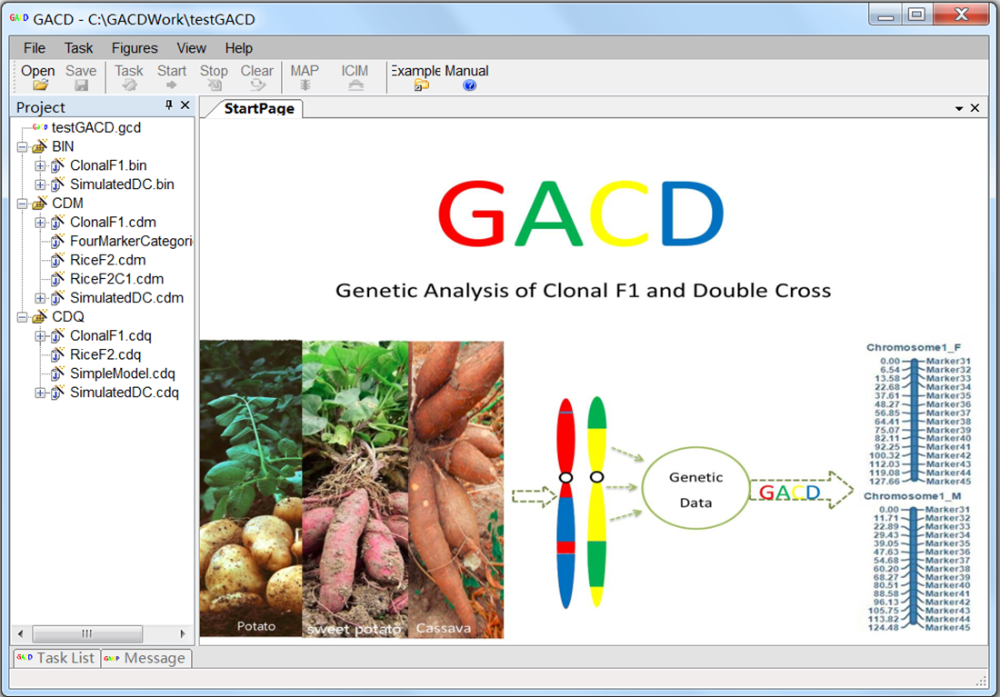 GACD GACD - C:\GACDWork\testGACD
File Task Figures View Help
Open Save Task Start Stop Clear MAP ICIM Example Manual
Project
StartPage
GACD testGACD.gcd
BIN
ClonalF1.bin
SimulatedDC.bin
CDM
ClonalF1.cdm
FourMarkerCategori
RiceF2.cdm
RiceF2C1.cdm
SimulatedDC.cdm
CDQ
ClonalF1.cdq
RiceF2.cdq
SimpleModel.cdq
SimulatedDC.cdq
GACD
Genetic Analysis of Clonal F1 and Double Cross
Potato
sweet potato
Cassava
Genetic
Data
GACD
Chromosome1_F
0.00 Marker31
6.54 Marker32
13.58 Marker33
22.68 Marker34
37.61 Marker35
48.27 Marker36
56.85 Marker37
64.41 Marker38
75.07 Marker39
82.11 Marker40
92.25 Marker41
100.32 Marker42
112.03 Marker43
119.08 Marker44
127.66 Marker45
Chromosome1_M
0.00 Marker31
11.71 Marker32
22.89 Marker33
29.43 Marker34
39.05 Marker35
47.63 Marker36
54.68 Marker37
60.20 Marker38
68.27 Marker39
80.51 Marker40
88.58 Marker41
96.13 Marker42
105.75 Marker43
113.82 Marker44
124.48 Marker45
GACD Task List GACD Message